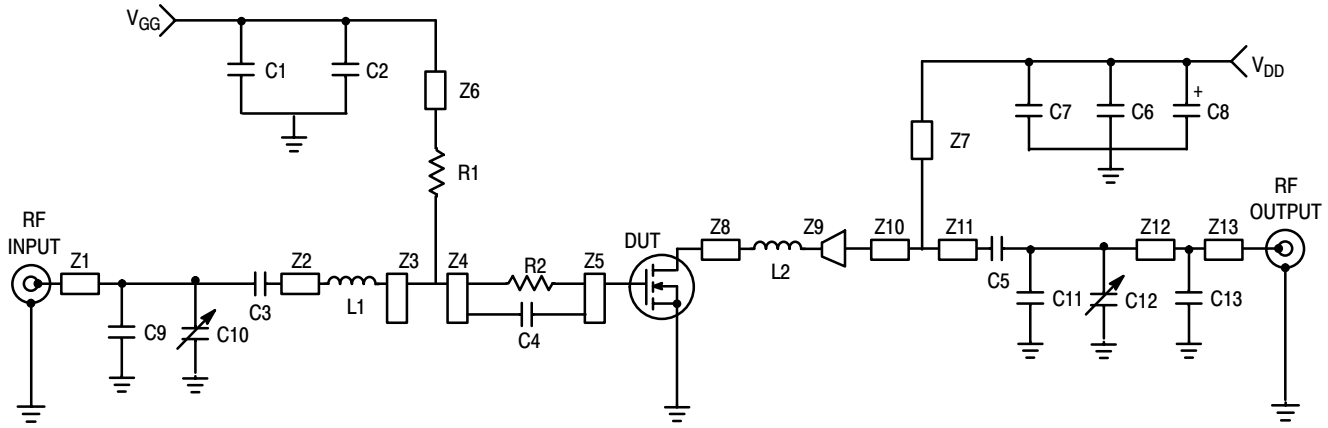 VGG
C1
C2
Z6
R1
VDD
C7
C6
+
C8
Z7
RF
INPUT
Z1
C9
C10
C3
Z2
L1
Z3
Z4
R2
C4
Z5
DUT
Z8
L2
Z9
Z10
Z11
C5
C11
C12
Z12
C13
Z13
RF
OUTPUT